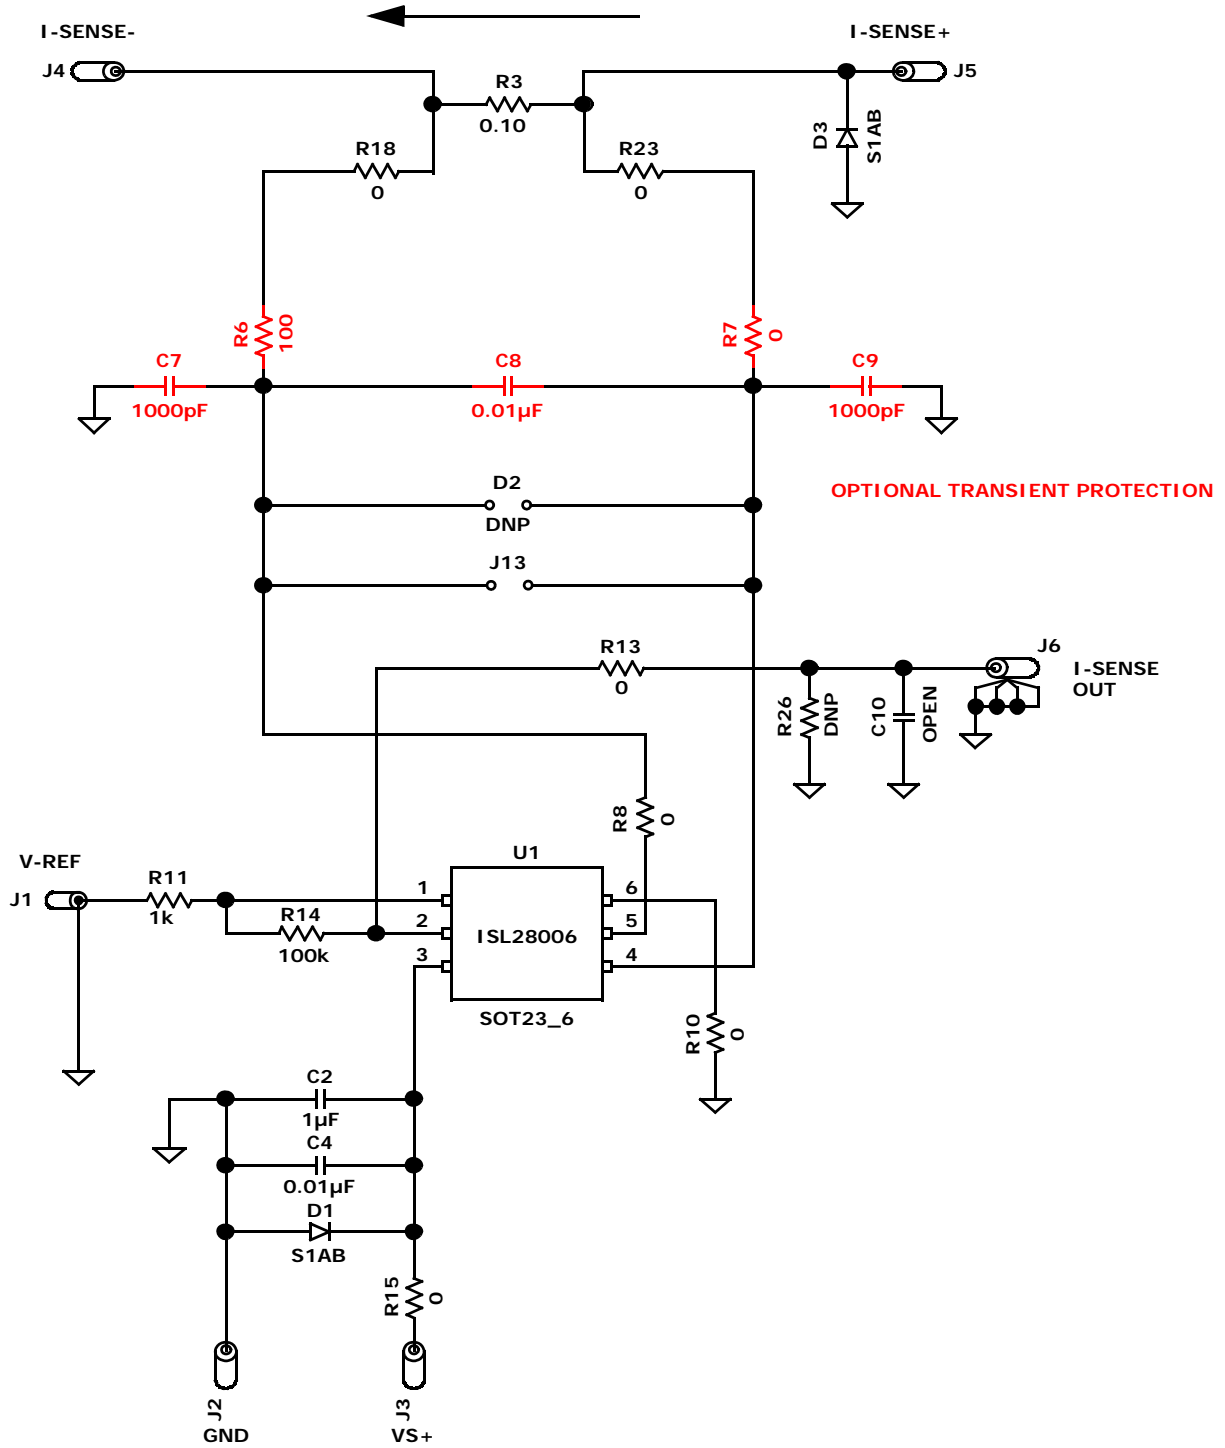 I-SENSE-
I-SENSE+
J4
J5
R3
0.10
D3
S1AB
R18
0
R23
0
R6
100
R7
0
C7
1000pF
C8
0.01µF
C9
1000pF
OPTIONAL TRANSIENT PROTECTION
D2
DNP
J13
R13
0
J6
I-SENSE
OUT
R26
DNP
C10
OPEN
R8
0
V-REF
J1
R11
1k
R14
100k
U1
1
2
3
6
5
4
ISL28006
SOT23_6
R10
0
C2
1µF
C4
0.01µF
D1
S1AB
R15
0
J2
GND
J3
VS+